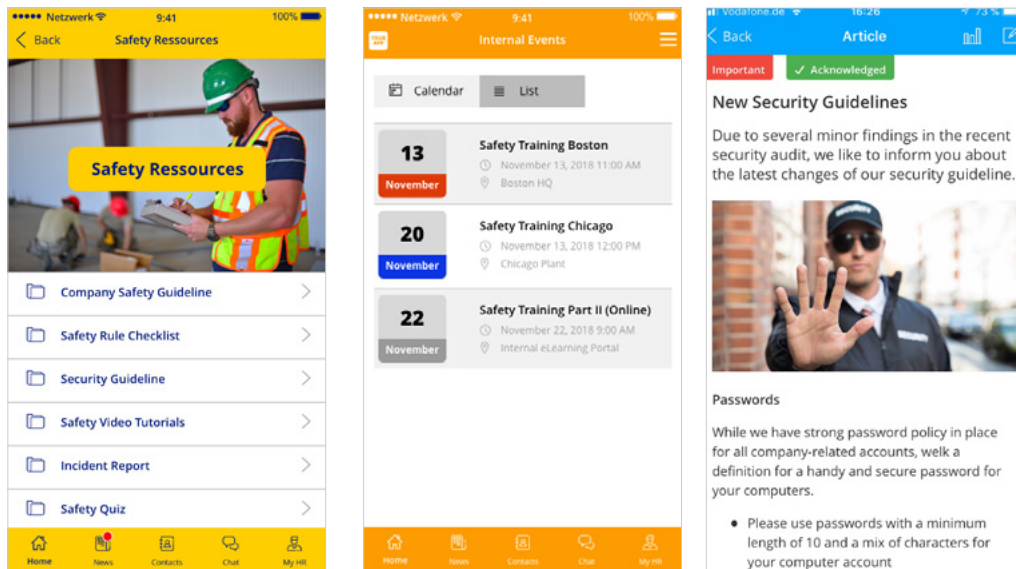 Netzwerk 9:41 100%
Back Safety Ressources
Safety Ressources
Company Safety Guideline
Safety Rule Checklist
Security Guideline
Safety Video Tutorials
Incident Report
Safety Quiz
Home News Contacts Chat My HR
Netzwerk 9:41 100%
YOUR APP Internal Events
Calendar List
13 November
Safety Training Boston
November 13, 2018 11:00 AM
Boston HQ
20 November
Safety Training Chicago
November 13, 2018 12:00 PM
Chicago Plant
22 November
Safety Training Part II (Online)
November 22, 2018 9:00 AM
Internal eLearning Portal
Home News Contacts Chat My HR
Vodafone.de 16:26 73 %
Back Article
Important ✓ Acknowledged
New Security Guidelines
Due to several minor findings in the recent
security audit, we like to inform you about
the latest changes of our security guideline.
SECURITY
Passwords
While we have strong password policy in place
for all company-related accounts, welk a
definition for a handy and secure password for
your computers.
• Please use passwords with a minimum
length of 10 and a mix of characters for
your computer account